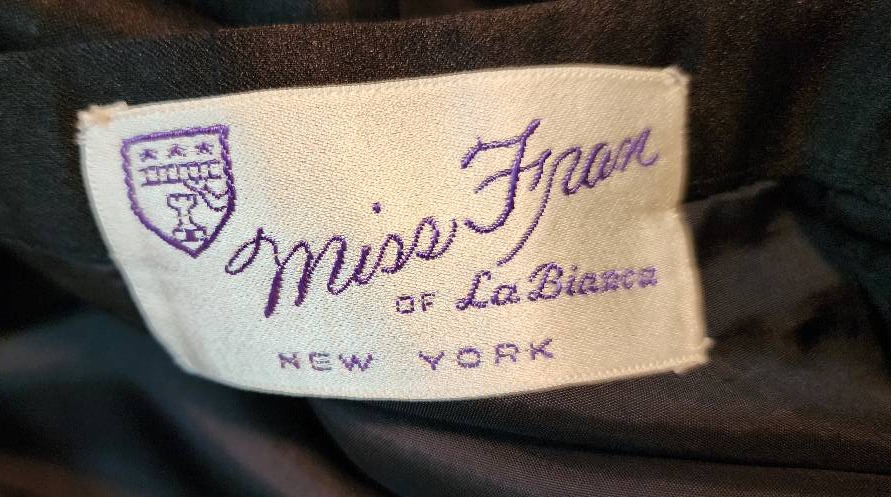 Miss Fran
OF La Bianca
NEW YORK